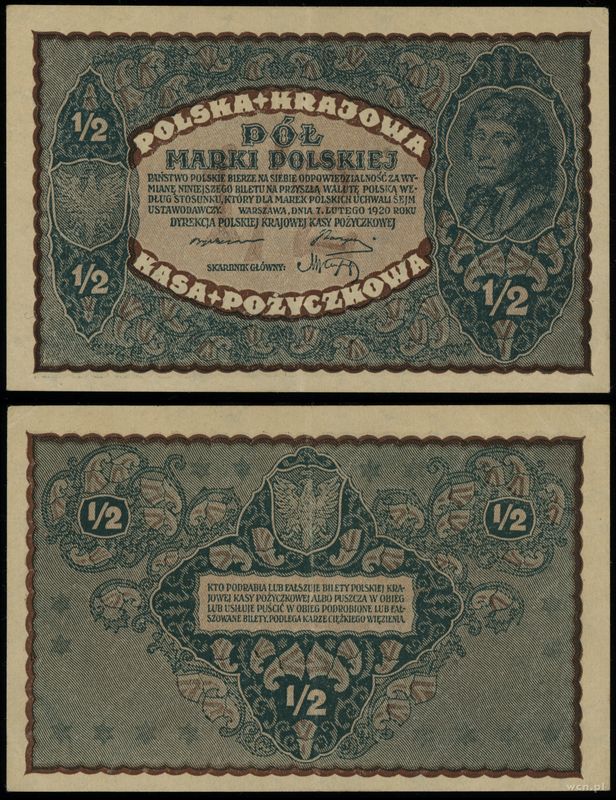 1/2
POLSKA+KRAJOWA
PÓŁ
MARKI POLSKIEJ
PAŃSTWO POLSKIE BIERZE NA SIEBIE ODPOWIEDZIALNOŚĆ ZA WY-
MIANĘ NINIEJSZEGO BILETU NA PRZYSZŁĄ WALUTĘ POLSKĄ WE-
DŁUG STOSUNKU, KTÓRY DLA MAREK POLSKICH UCHWALI SEJM
USTAWODAWCZY. WARSZAWA, DNIA 7. LUTEGO 1920 ROKU
DYREKCJA POLSKIEJ KRAJOWEJ KASY POŻYCZKOWEJ
SKARBNIK GŁÓWNY:
KASA+POŻYCZKOWA
1/2
1/2
1/2
1/2
KTO PODRABIA LUB FAŁSZUJE BILETY POLSKIEJ KRA-
JOWEJ KASY POŻYCZKOWEJ ALBO PUSZCZA W OBIEG
LUB USIŁUJE PUŚCIĆ W OBIEG PODROBIONE LUB FAŁ-
SZOWANE BILETY, PODLEGA KARZE CIĘŻKIEGO WIĘZIENIA.
1/2
wcn.pl